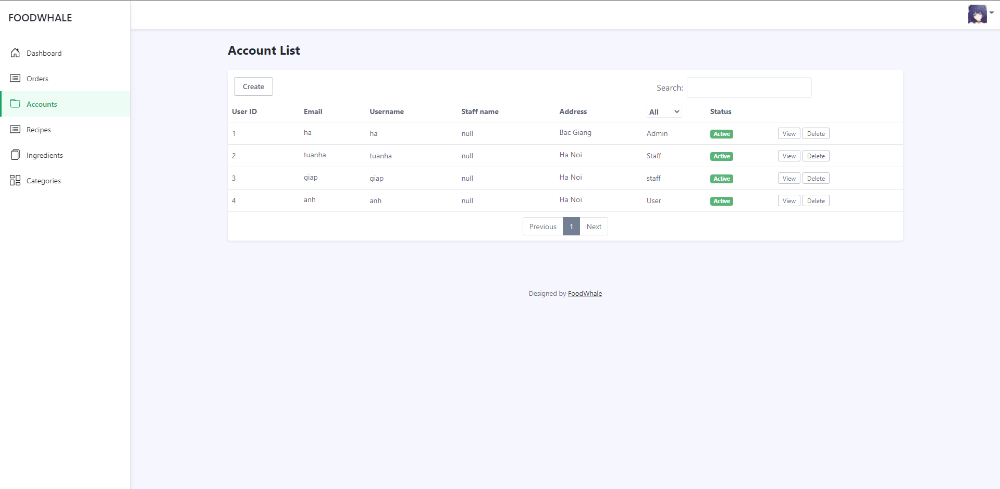 FOODWHALE
Dashboard
Orders
Accounts
Recipes
Ingredients
Categories
Account List
Create Search:
User ID Email Username Staff name Address All Status
1 ha ha null Bac Giang Admin Active View Delete
2 tuanha tuanha null Ha Noi Staff Active View Delete
3 giap giap null Ha Noi staff Active View Delete
4 anh anh null Ha Noi User Active View Delete
Previous 1 Next
Designed by FoodWhale